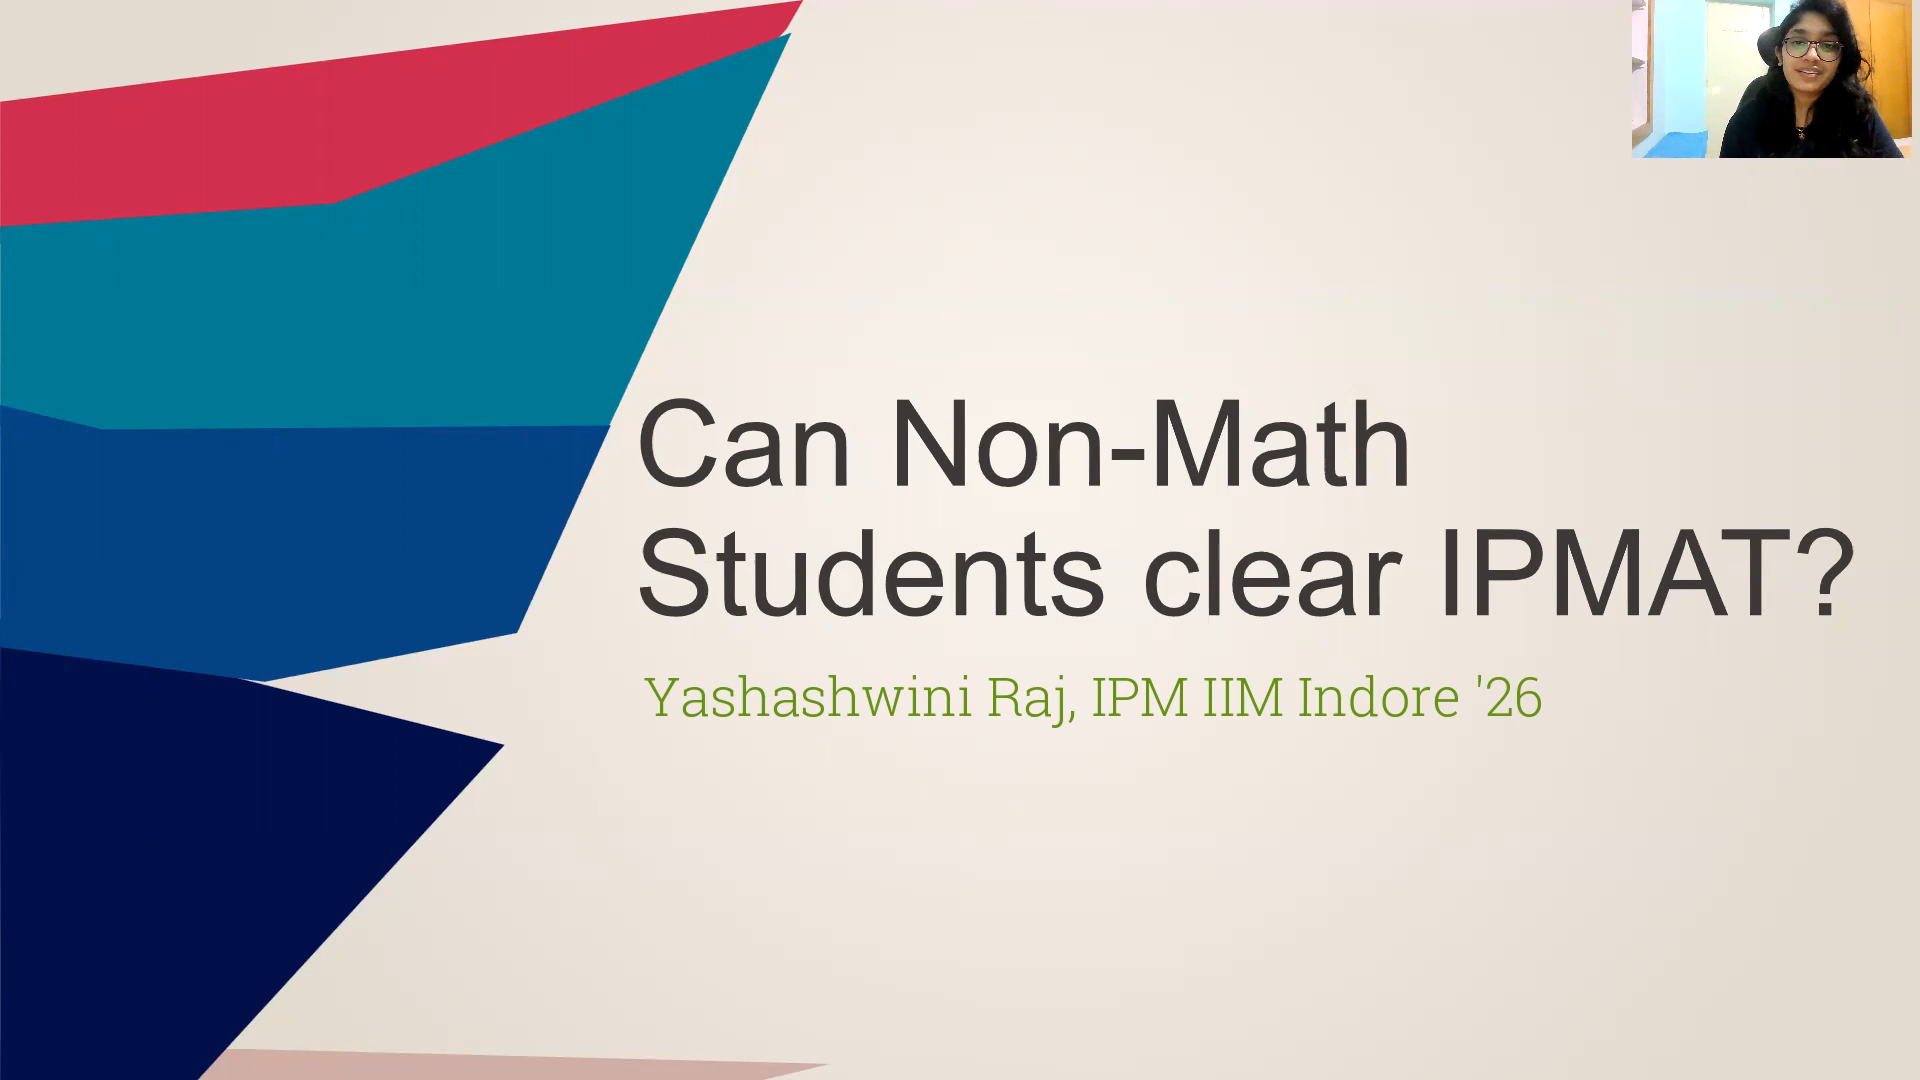 Can Non-Math
Students clear IPMAT?
Yashashwini Raj, IPM IIM Indore '26